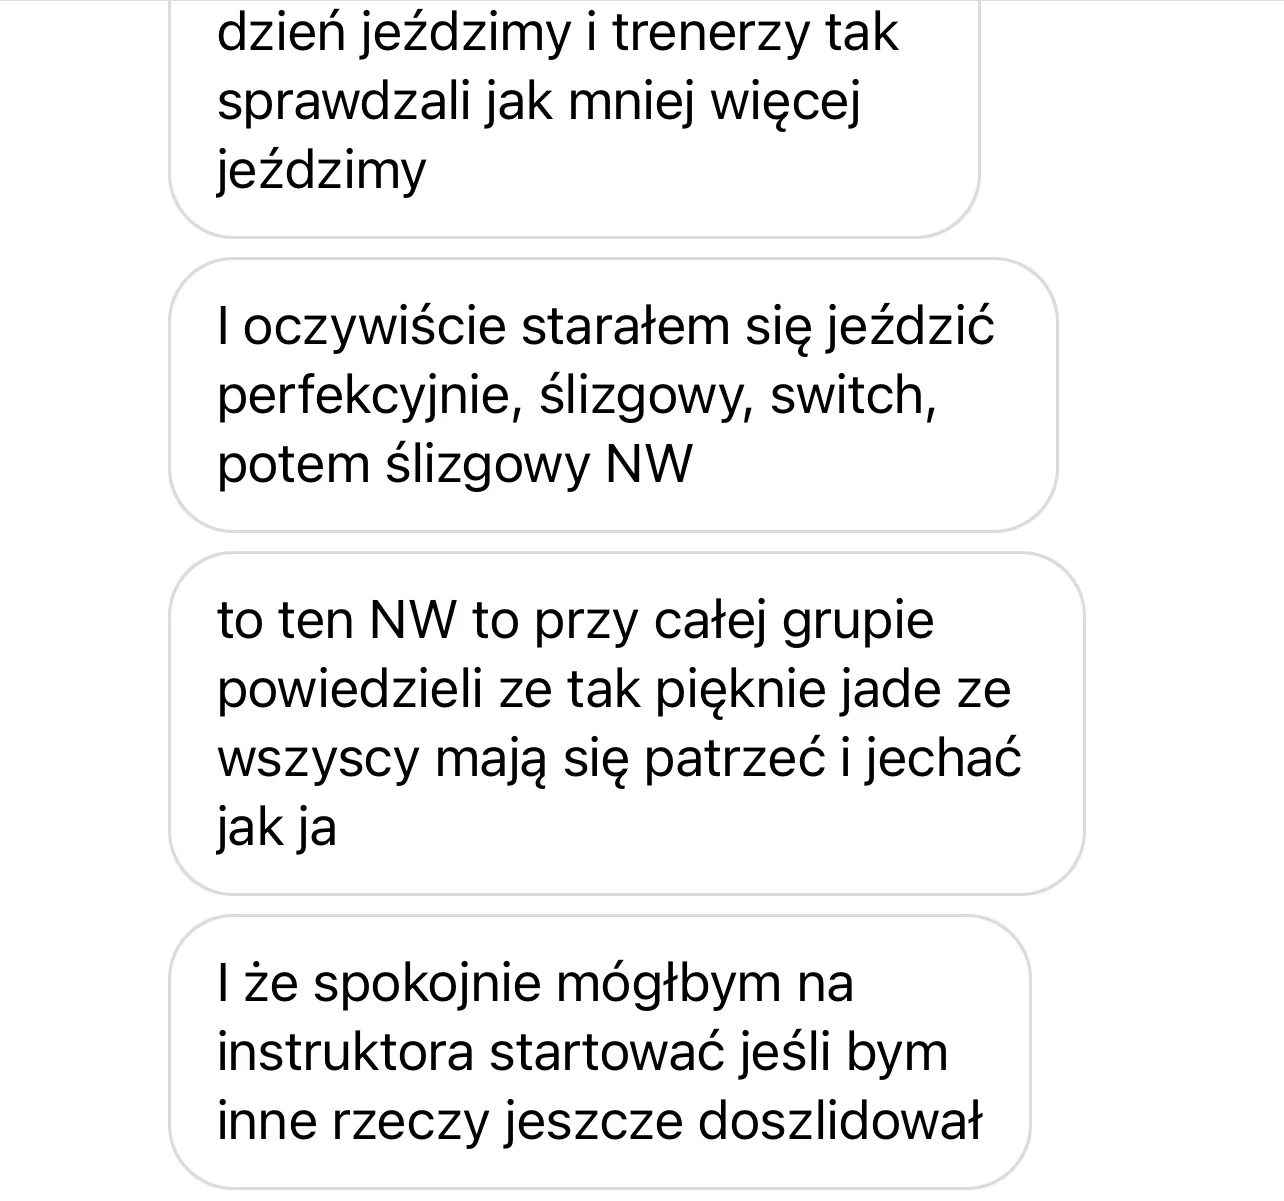 dzień jeździmy i trenerzy tak
sprawdzali jak mniej więcej
jeździmy
I oczywiście starałem się jeździć
perfekcyjnie, ślizgowy, switch,
potem ślizgowy NW
to ten NW to przy całej grupie
powiedzieli ze tak pięknie jade ze
wszyscy mają się patrzeć i jechać
jak ja
I że spokojnie mógłbym na
instruktora startować jeśli bym
inne rzeczy jeszcze doszlidował